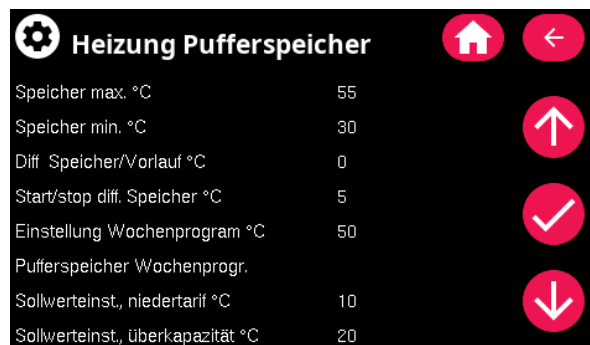 Heizung Pufferspeicher
Speicher max. °C 55
Speicher min. °C 30
Diff Speicher/Vorlauf °C 0
Start/stop diff. Speicher °C 5
Einstellung Wochenprogram °C 50
Pufferspeicher Wochenprogr.
Sollwerteinst., niedertarif °C 10
Sollwerteinst., überkapazität °C 20